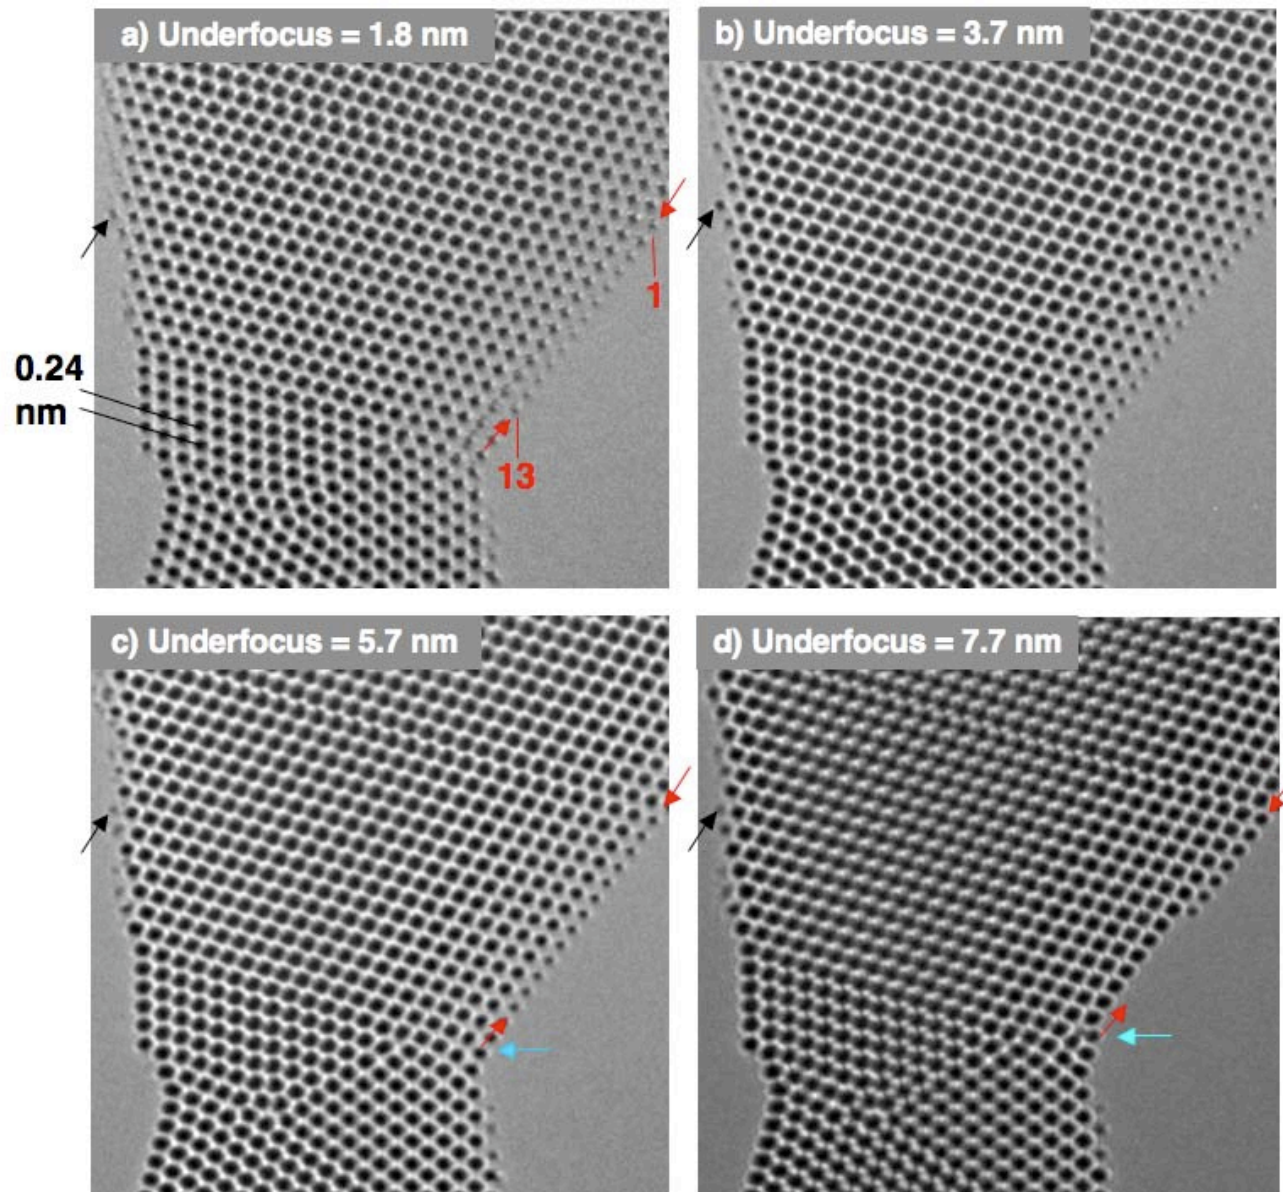 a) Underfocus = 1.8 nm
b) Underfocus = 3.7 nm
1
0.24
nm
13
c) Underfocus = 5.7 nm
d) Underfocus = 7.7 nm